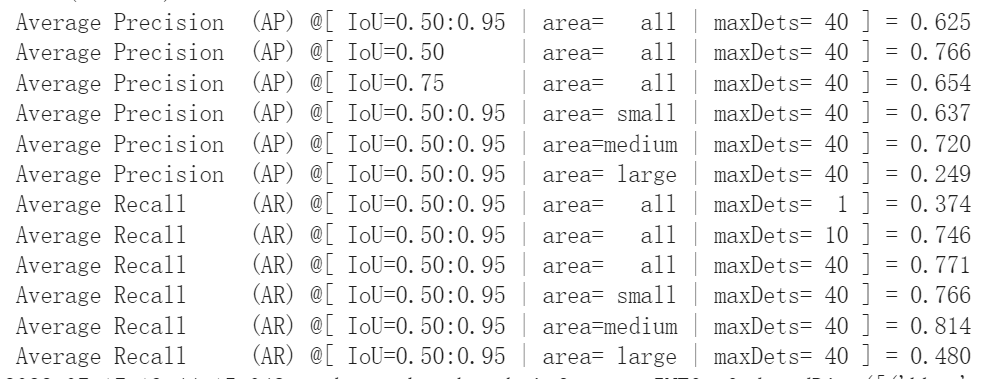 Average Precision  (AP) @[ IoU=0.50:0.95 | area=   all | maxDets= 40 ] = 0.625
Average Precision  (AP) @[ IoU=0.50      | area=   all | maxDets= 40 ] = 0.766
Average Precision  (AP) @[ IoU=0.75      | area=   all | maxDets= 40 ] = 0.654
Average Precision  (AP) @[ IoU=0.50:0.95 | area= small | maxDets= 40 ] = 0.637
Average Precision  (AP) @[ IoU=0.50:0.95 | area=medium | maxDets= 40 ] = 0.720
Average Precision  (AP) @[ IoU=0.50:0.95 | area= large | maxDets= 40 ] = 0.249
Average Recall     (AR) @[ IoU=0.50:0.95 | area=   all | maxDets=  1 ] = 0.374
Average Recall     (AR) @[ IoU=0.50:0.95 | area=   all | maxDets= 10 ] = 0.746
Average Recall     (AR) @[ IoU=0.50:0.95 | area=   all | maxDets= 40 ] = 0.771
Average Recall     (AR) @[ IoU=0.50:0.95 | area= small | maxDets= 40 ] = 0.766
Average Recall     (AR) @[ IoU=0.50:0.95 | area=medium | maxDets= 40 ] = 0.814
Average Recall     (AR) @[ IoU=0.50:0.95 | area= large | maxDets= 40 ] = 0.480